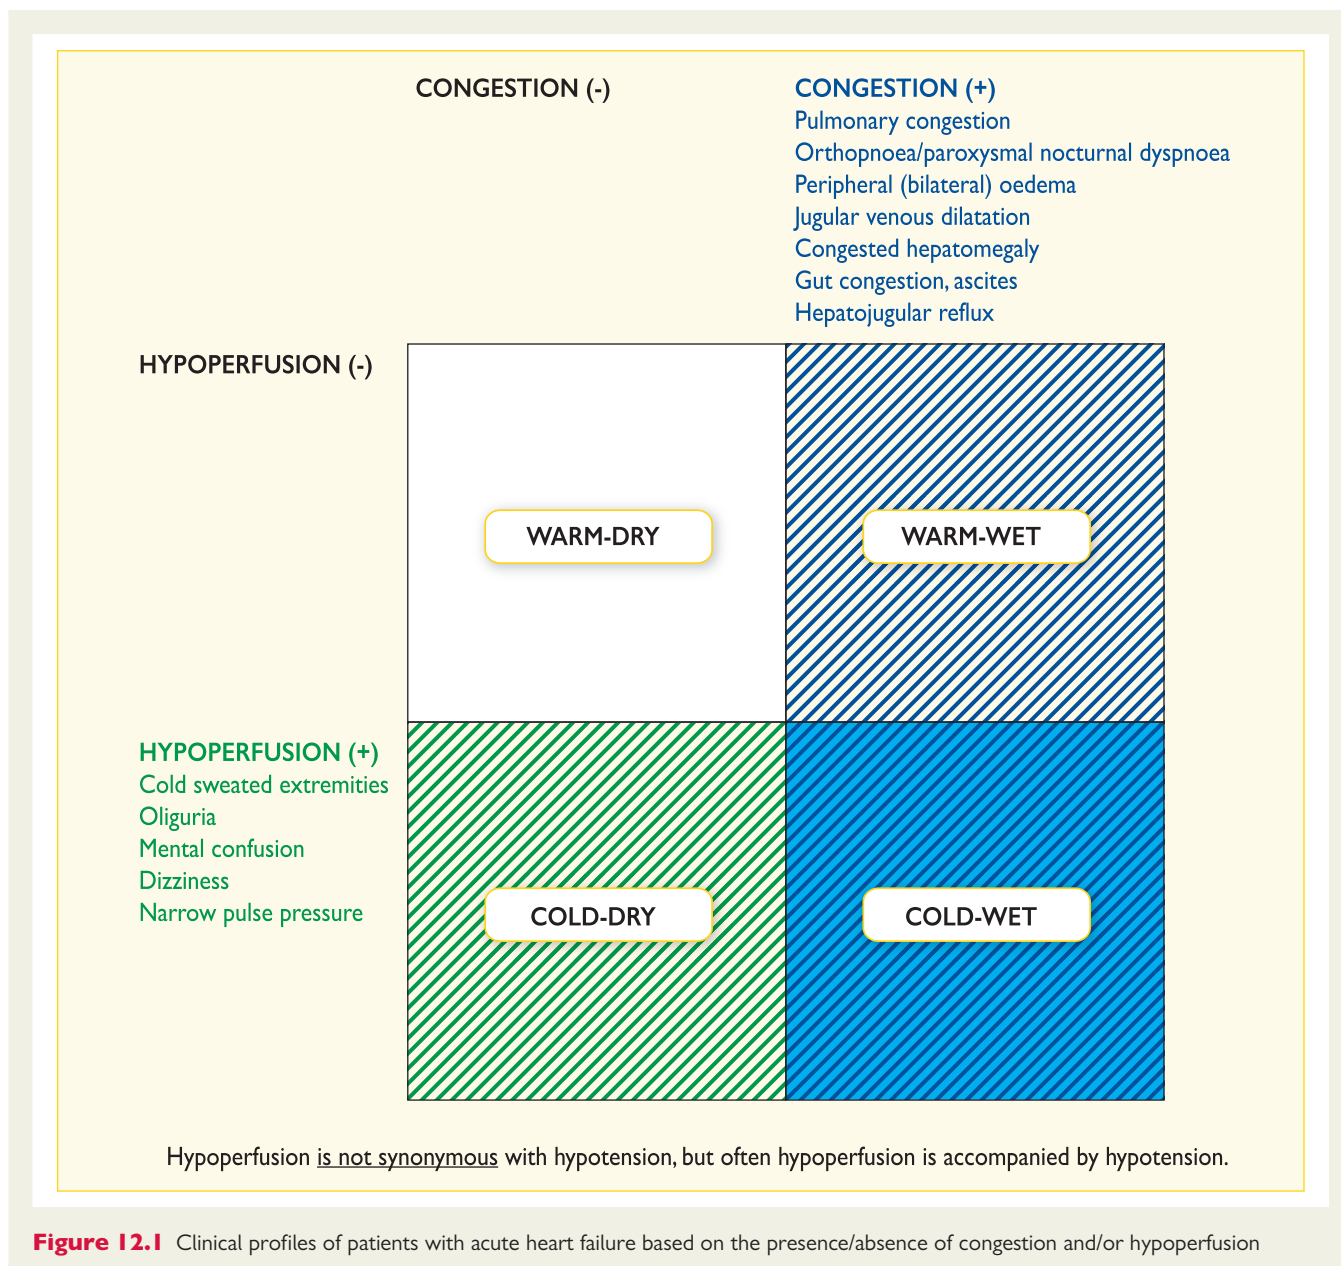 CONGESTION (-)
CONGESTION (+)
Pulmonary congestion
Orthopnoea/paroxysmal nocturnal dyspnoea
Peripheral (bilateral) oedema
Jugular venous dilatation
Congested hepatomegaly
Gut congestion, ascites
Hepatojugular reflux
HYPOPERFUSION (-)
WARM-DRY
WARM-WET
HYPOPERFUSION (+)
Cold sweated extremities
Oliguria
Mental confusion
Dizziness
Narrow pulse pressure
COLD-DRY
COLD-WET
Hypoperfusion is not synonymous with hypotension, but often hypoperfusion is accompanied by hypotension.
Figure 12.1 Clinical profiles of patients with acute heart failure based on the presence/absence of congestion and/or hypoperfusion